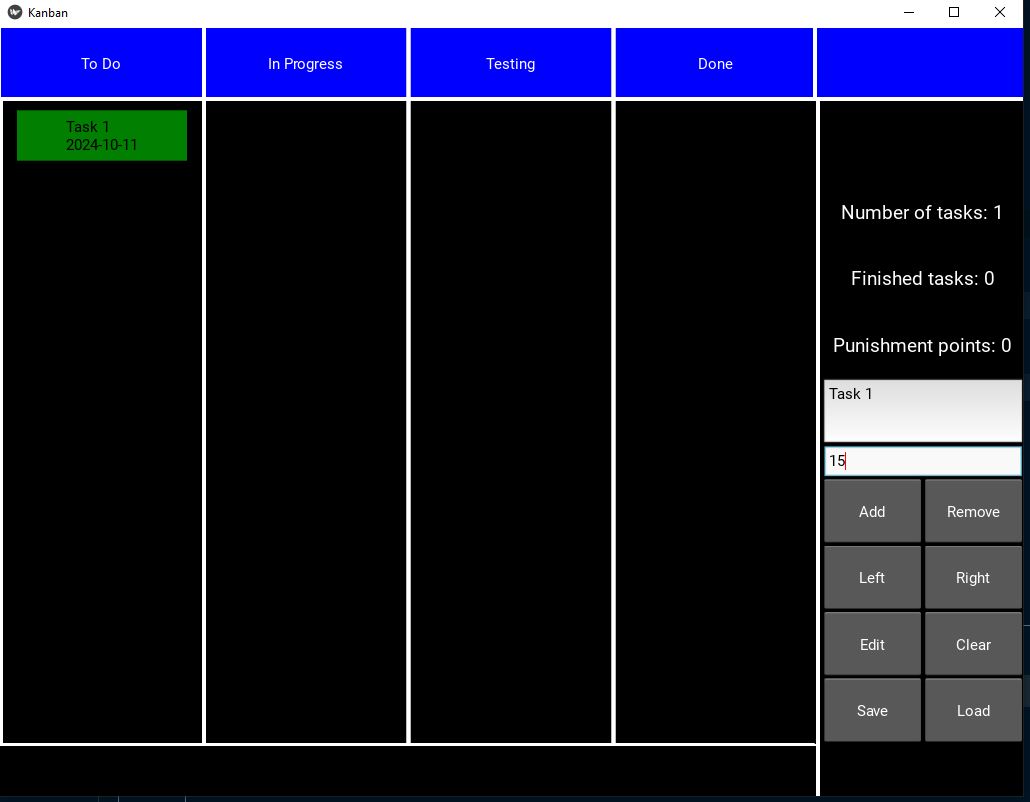 Kanban
To Do
In Progress
Testing
Done
Task 1
2024-10-11
Number of tasks: 1
Finished tasks: 0
Punishment points: 0
Task 1
15
Add
Remove
Left
Right
Edit
Clear
Save
Load